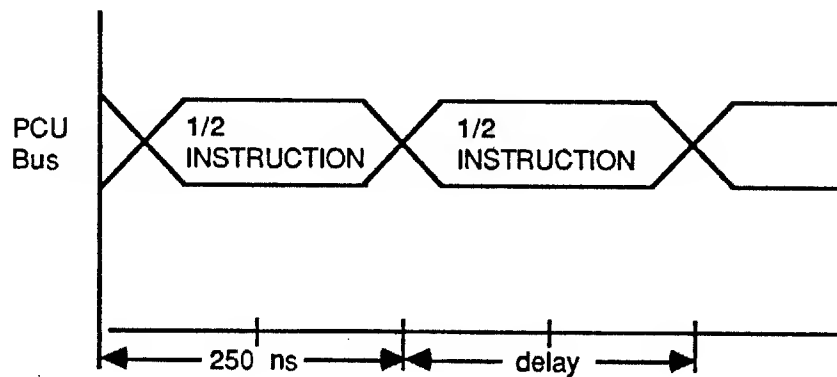 PCU
Bus
1/2
INSTRUCTION
1/2
INSTRUCTION
250 ns
delay